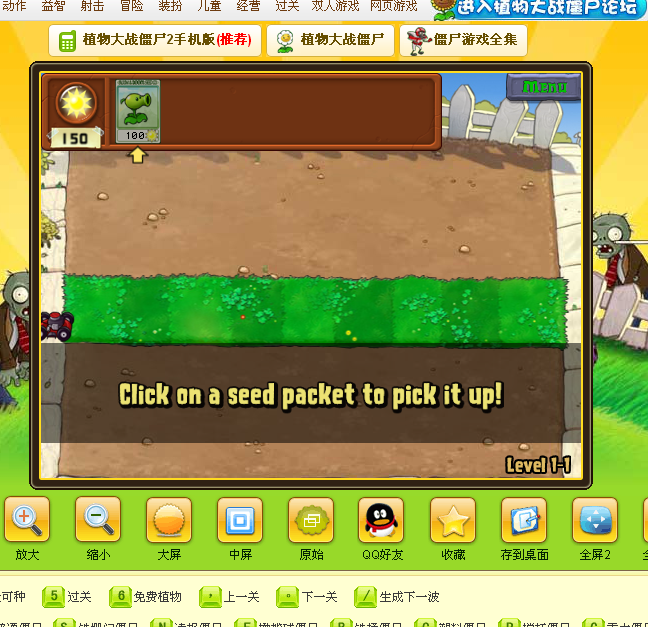 动作 益智 射击 冒险 装扮 儿童 经营 过关 双人游戏 网页游戏 进入植物大战僵尸论坛
植物大战僵尸2手机版(推荐) 植物大战僵尸 僵尸游戏全集
Menu
150
100
Click on a seed packet to pick it up!
Level 1-1
放大 缩小 大屏 中屏 原始 QQ好友 收藏 存到桌面 全屏2
可种 5 过关 6 免费植物 , 上一关 。 下一关 / 生成下一波